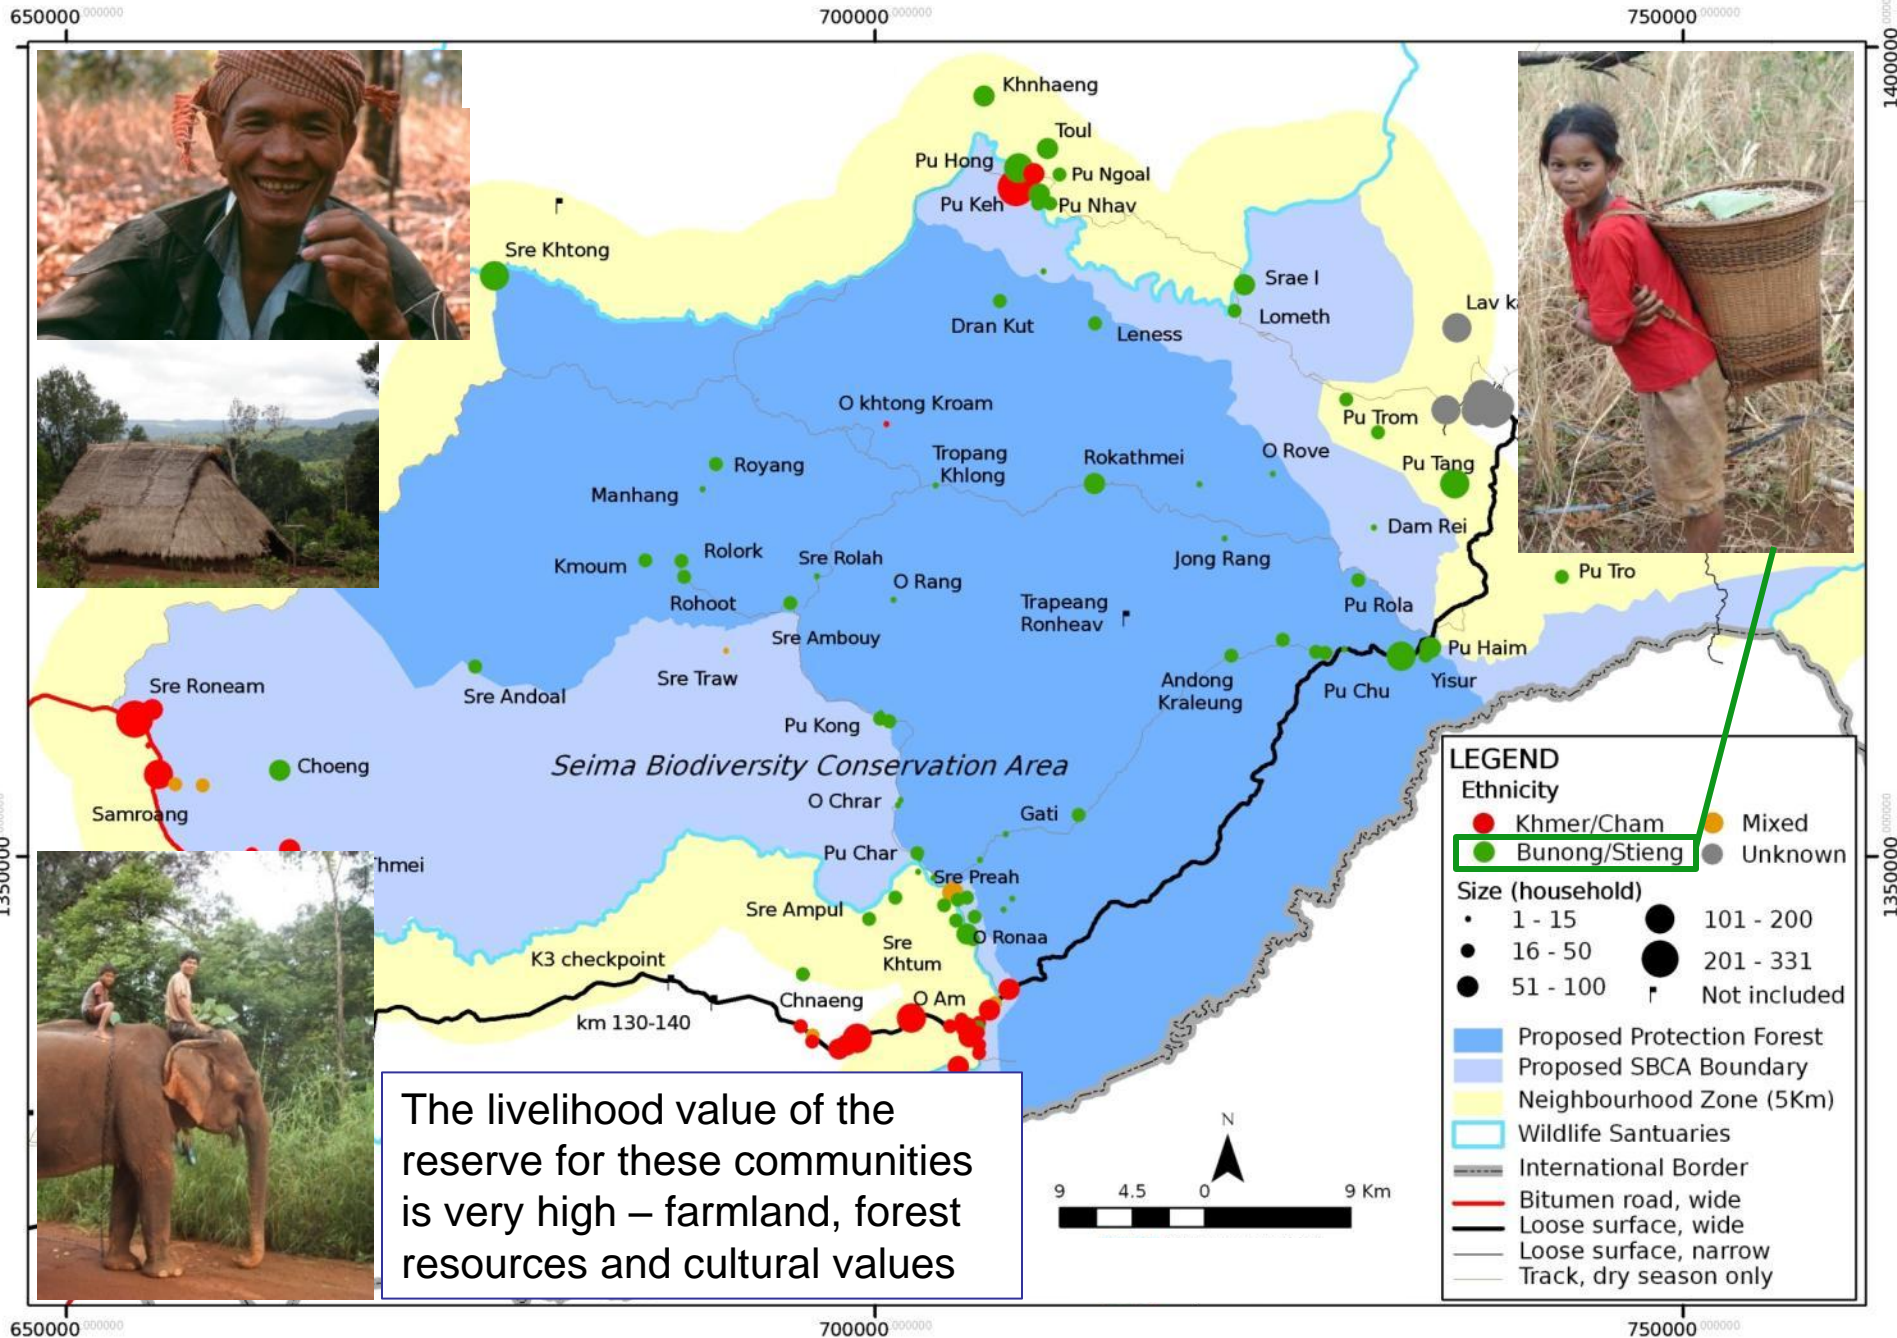 650000
700000
750000
1400000
Khnhaeng
Toul
Pu Hong
Pu Ngoal
Pu Keh
Pu Nhav
Sre Khtong
Srae I
Lometh
Lav
Dran Kut
Leness
O khtong Kroam
Pu Trom
Tropang
Khlong
Rokathmei
O Rove
Pu Tang
Royang
Manhang
Dam Rei
Kmoum
Rolork
Sre Rolah
Jong Rang
Pu Tro
O Rang
Rohoot
Trapeang
Ronheav
Pu Rola
Sre Ambouy
Pu Haim
Sre Roneam
Sre Andoal
Sre Traw
Andong
Kraleung
Pu Chu
Yisur
Pu Kong
Choeng
Seima Biodiversity Conservation Area
Samroang
O Chrar
Gati
hmei
Pu Char
Sre Preah
Sre Ampul
Sre
Khtum
O Ronaa
K3 checkpoint
Chnaeng
O Am
km 130-140
1350000
1350000
LEGEND
Ethnicity
Khmer/Cham
Mixed
Bunong/Stieng
Unknown
Size (household)
1 - 15
101 - 200
16 - 50
201 - 331
51 - 100
Not included
Proposed Protection Forest
Proposed SBCA Boundary
Neighbourhood Zone (5Km)
Wildlife Santuaries
International Border
Bitumen road, wide
Loose surface, wide
Loose surface, narrow
Track, dry season only
N
9 4.5 0 9 Km
The livelihood value of the
reserve for these communities
is very high – farmland, forest
resources and cultural values
650000
700000
750000